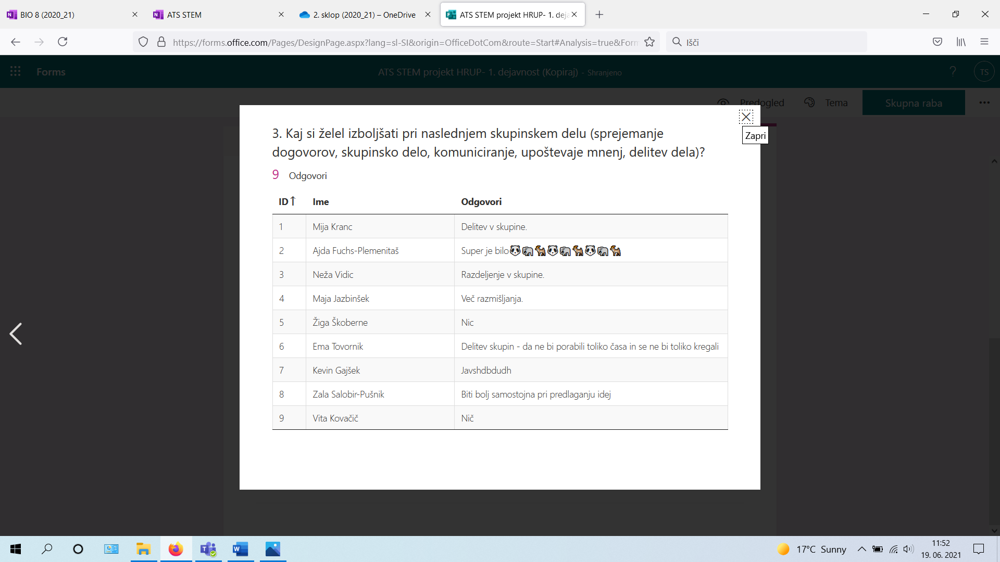 BIO 8 (2020_21)
ATS STEM
2. sklop (2020_21) – OneDrive
ATS STEM projekt HRUP- 1. deja
https://forms.office.com/Pages/DesignPage.aspx?lang=sl-SI&origin=OfficeDotCom&route=Start#Analysis=true&Form
Išči
Forms
ATS STEM projekt HRUP- 1. dejavnost (Kopiraj) - Shranjeno
?
TS
Predogled
Tema
Skupna raba
Zapri
3. Kaj si želel izboljšati pri naslednjem skupinskem delu (sprejemanje
dogovorov, skupinsko delo, komuniciranje, upoštevaje mnenj, delitev dela)?
9 Odgovori
ID↑ Ime Odgovori
1 Mija Kranc Delitev v skupine.
2 Ajda Fuchs-Plemenitaš Super je bilo🐼🐘🐐🐼🐘🐐🐼🐘🐐
3 Neža Vidic Razdeljenje v skupine.
4 Maja Jazbinšek Več razmišljanja.
5 Žiga Škoberne Nic
6 Ema Tovornik Delitev skupin - da ne bi porabili toliko časa in se ne bi toliko kregali
7 Kevin Gajšek Javshdbdudh
8 Zala Salobir-Pušnik Biti bolj samostojna pri predlaganju idej
9 Vita Kovačič Nič
17°C Sunny
11:52
19. 06. 2021